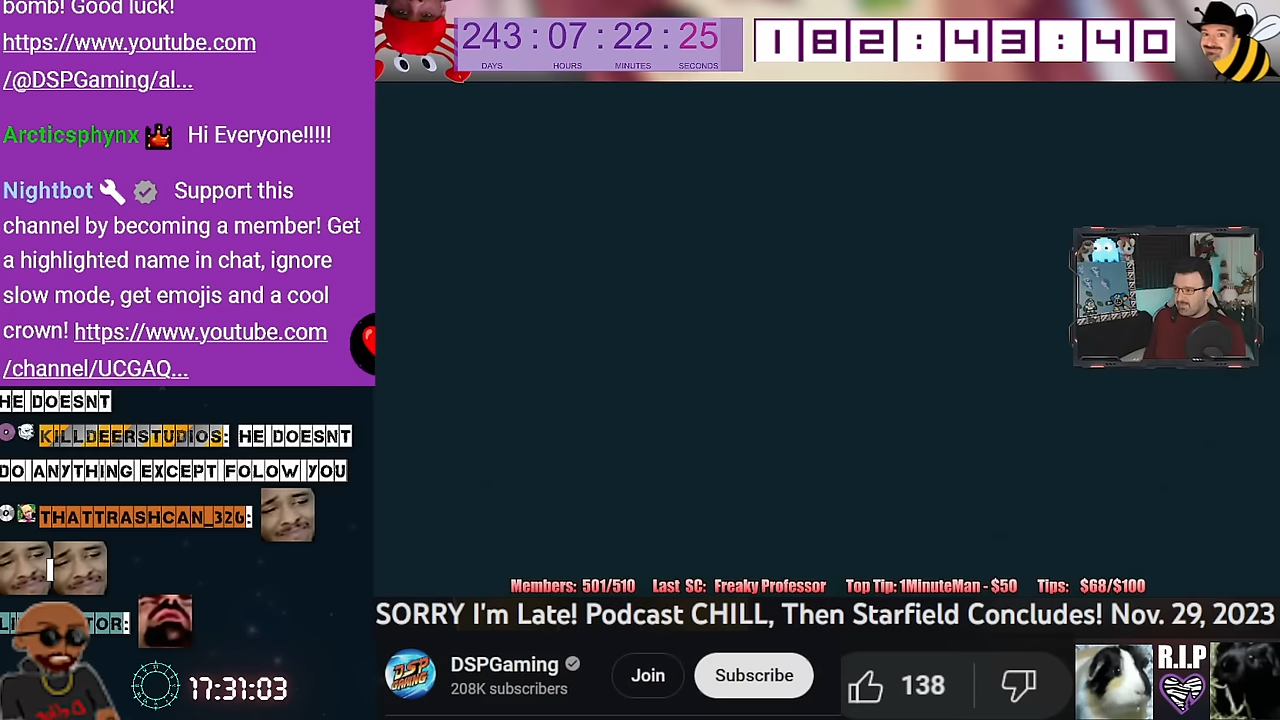 bomb! Good luck!
https://www.youtube.com
/@DSPGaming/al...
Arcticsphynx Hi Everyone!!!!!
Nightbot Support this
channel by becoming a member! Get
a highlighted name in chat, ignore
slow mode, get emojis and a cool
crown! https://www.youtube.com
/channel/UCGAQ...
HE DOESNT
KILLDEERSTUDIOS: HE DOESNT
DO ANYTHING EXCEPT FOLOW YOU
THATTRASHCAN_326:
17:31:03
243 : 07 : 22 : 25
DAYS HOURS MINUTES SECONDS
182:43:40
Members: 501/510 Last SC: Freaky Professor Top Tip: 1MinuteMan - $50 Tips: $68/$100
SORRY I'm Late! Podcast CHILL, Then Starfield Concludes! Nov. 29, 2023
DSP GAMING
DSPGaming
208K subscribers
Join
Subscribe
138
R.I.P